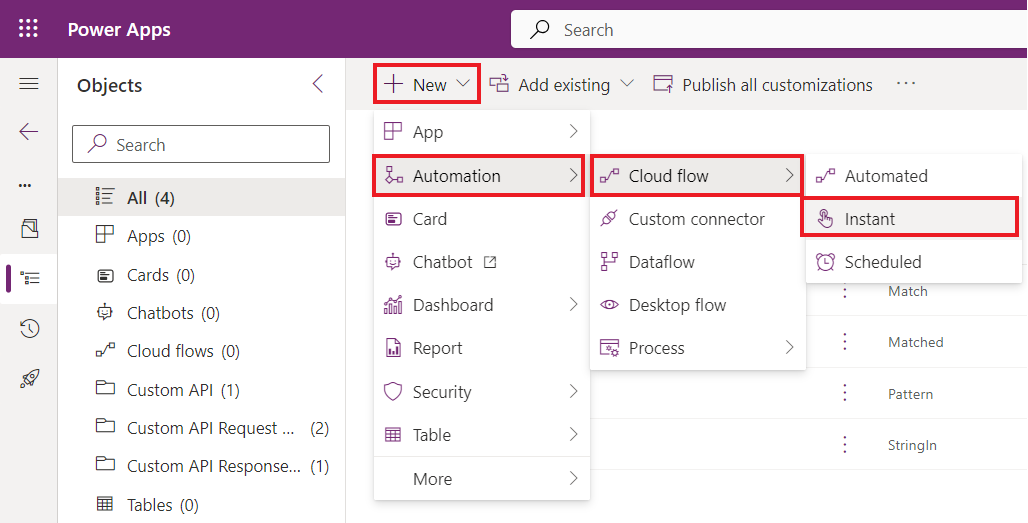 Power Apps
Search
Objects
Search
All (4)
Apps (0)
Cards (0)
Chatbots (0)
Cloud flows (0)
Custom API (1)
Custom API Request ... (2)
Custom API Response... (1)
Tables (0)
New
Add existing
Publish all customizations
App
Automation
Card
Chatbot
Dashboard
Report
Security
Table
More
Cloud flow
Custom connector
Dataflow
Desktop flow
Process
Automated
Instant
Scheduled
Match
Matched
Pattern
StringIn